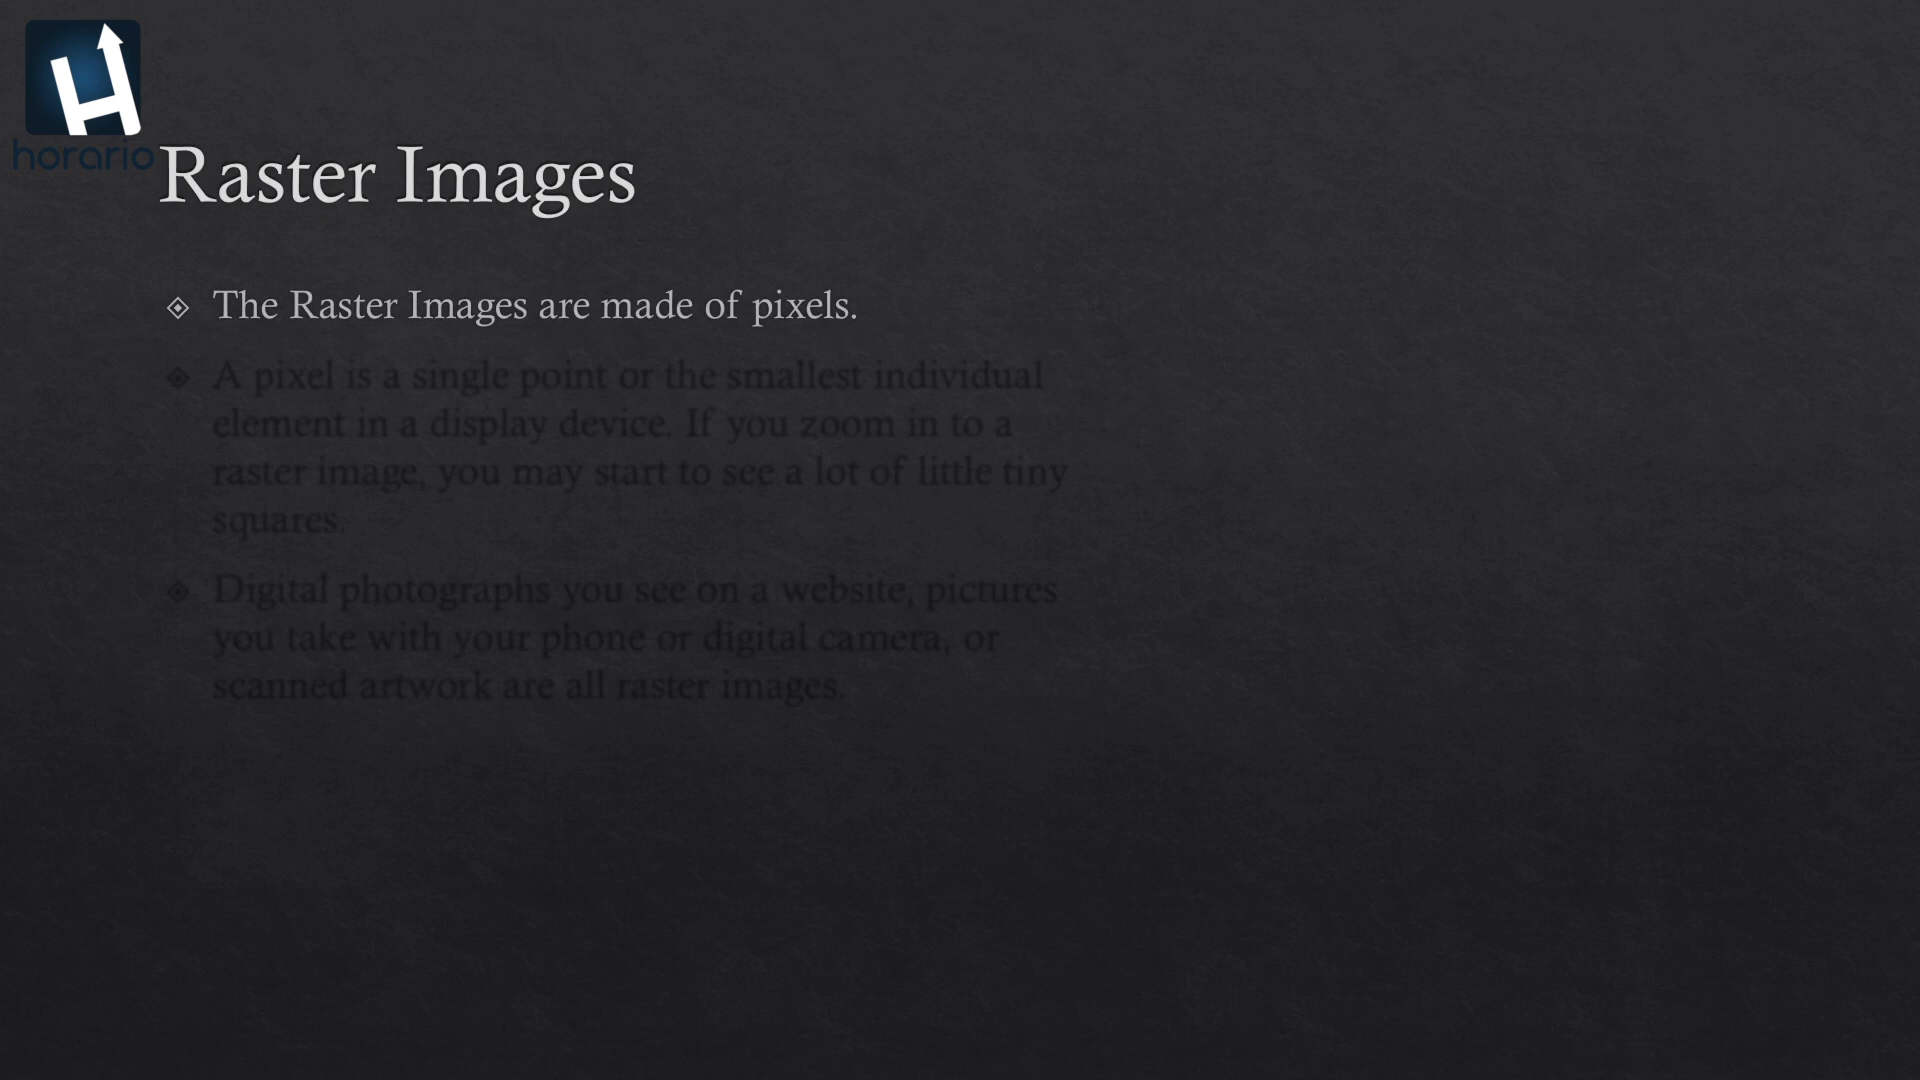 horario
Raster Images
The Raster Images are made of pixels.
A pixel is a single point or the smallest individual
element in a display device. If you zoom in to a
raster image, you may start to see a lot of little tiny
squares.
Digital photographs you see on a website, pictures
you take with your phone or digital camera, or
scanned artwork are all raster images.